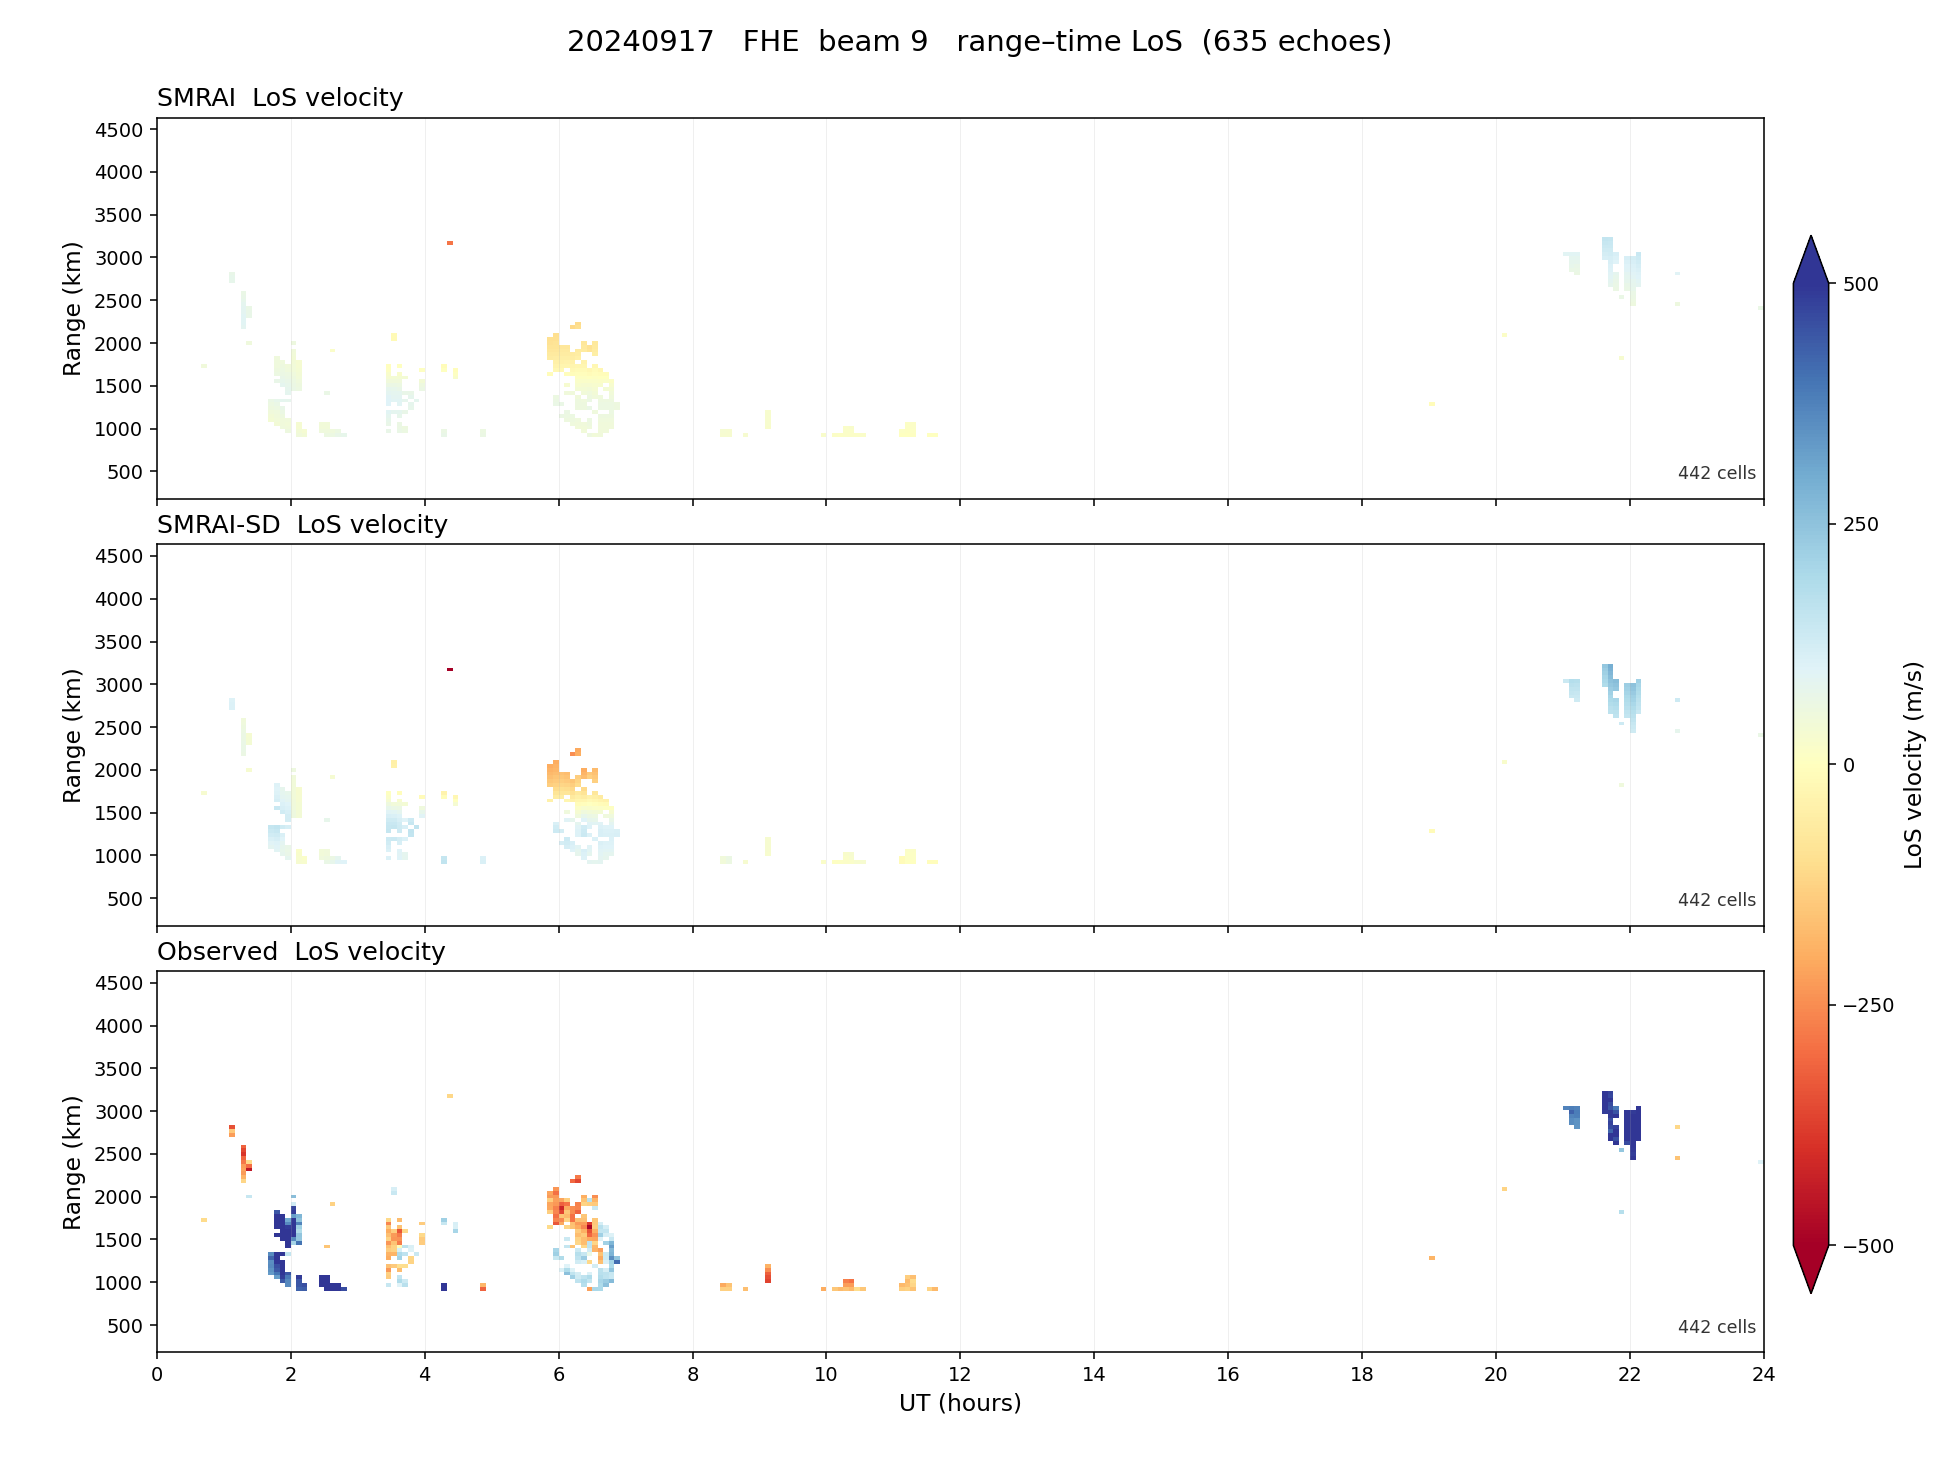 20240917   FHE  beam 9   range–time LoS  (635 echoes)
SMRAI  LoS velocity
4500
4000
3500
3000
2500
2000
1500
1000
500
Range (km)
442 cells
SMRAI-SD  LoS velocity
4500
4000
3500
3000
2500
2000
1500
1000
500
Range (km)
442 cells
Observed  LoS velocity
4500
4000
3500
3000
2500
2000
1500
1000
500
Range (km)
442 cells
0 2 4 6 8 10 12 14 16 18 20 22 24
UT (hours)
500
250
0
−250
−500
LoS velocity (m/s)